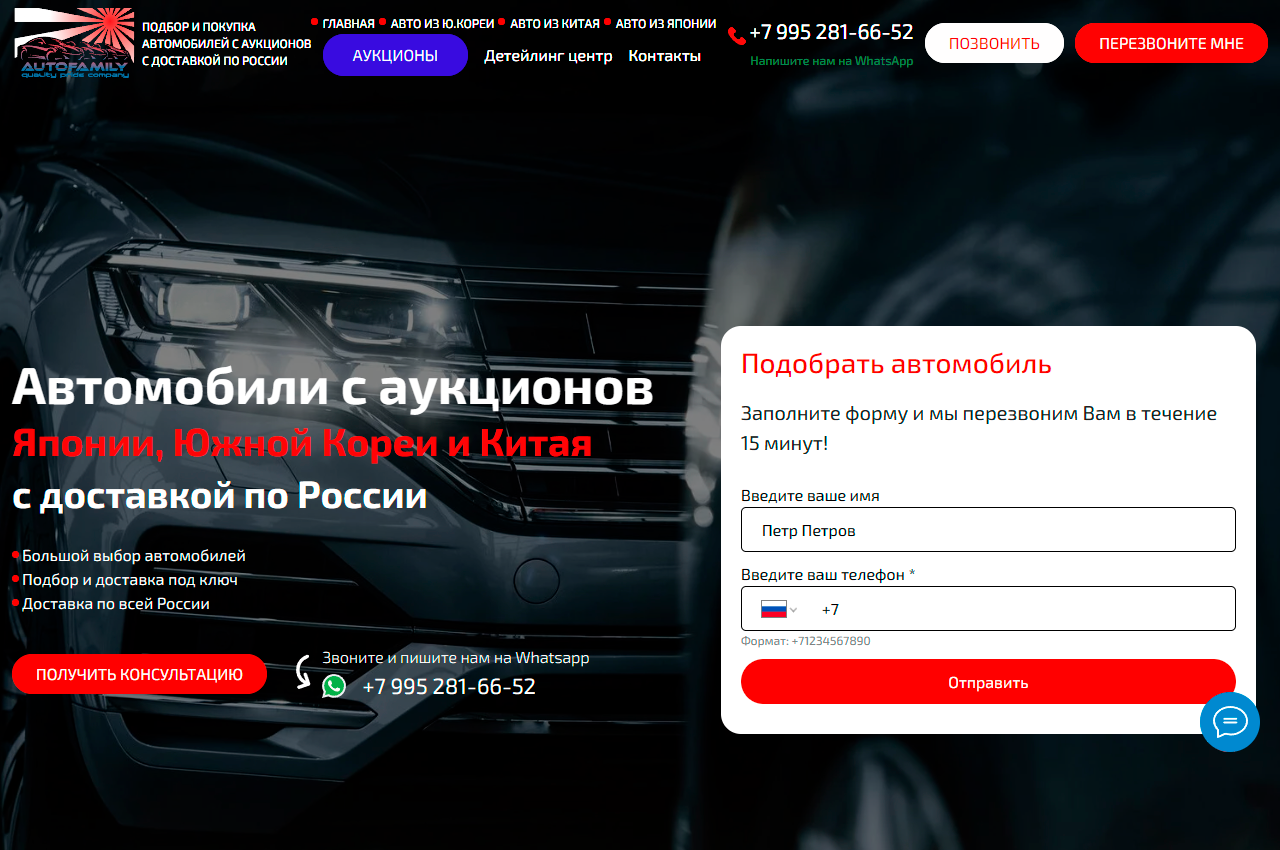 AUTOFAMILY
quality pride company
ПОДБОР И ПОКУПКА
АВТОМОБИЛЕЙ С АУКЦИОНОВ
С ДОСТАВКОЙ ПО РОССИИ
ГЛАВНАЯ АВТО ИЗ Ю.КОРЕИ АВТО ИЗ КИТАЯ АВТО ИЗ ЯПОНИИ
АУКЦИОНЫ Детейлинг центр Контакты
+7 995 281-66-52
Напишите нам на WhatsApp
ПОЗВОНИТЬ
ПЕРЕЗВОНИТЕ МНЕ
Автомобили с аукционов
Японии, Южной Кореи и Китая
с доставкой по России
Большой выбор автомобилей
Подбор и доставка под ключ
Доставка по всей России
ПОЛУЧИТЬ КОНСУЛЬТАЦИЮ
Звоните и пишите нам на Whatsapp
+7 995 281-66-52
Подобрать автомобиль
Заполните форму и мы перезвоним Вам в течение
15 минут!
Введите ваше имя
Петр Петров
Введите ваш телефон *
+7
Формат: +71234567890
Отправить